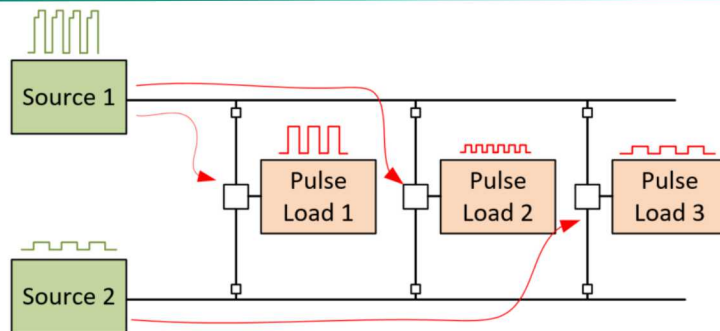 Source 1
Pulse
Load 1
Pulse
Load 2
Pulse
Load 3
Source 2